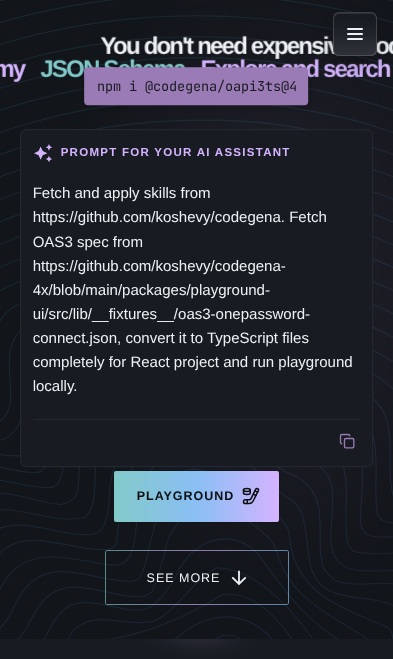 You don't need expensiv
my JSON Schema Explore and search
npm i @codegena/oapi3ts@4
PROMPT FOR YOUR AI ASSISTANT
Fetch and apply skills from
https://github.com/koshevy/codegena. Fetch
OAS3 spec from
https://github.com/koshevy/codegena-
4x/blob/main/packages/playground-
ui/src/lib/__fixtures__/oas3-onepassword-
connect.json, convert it to TypeScript files
completely for React project and run playground
locally.
PLAYGROUND
SEE MORE